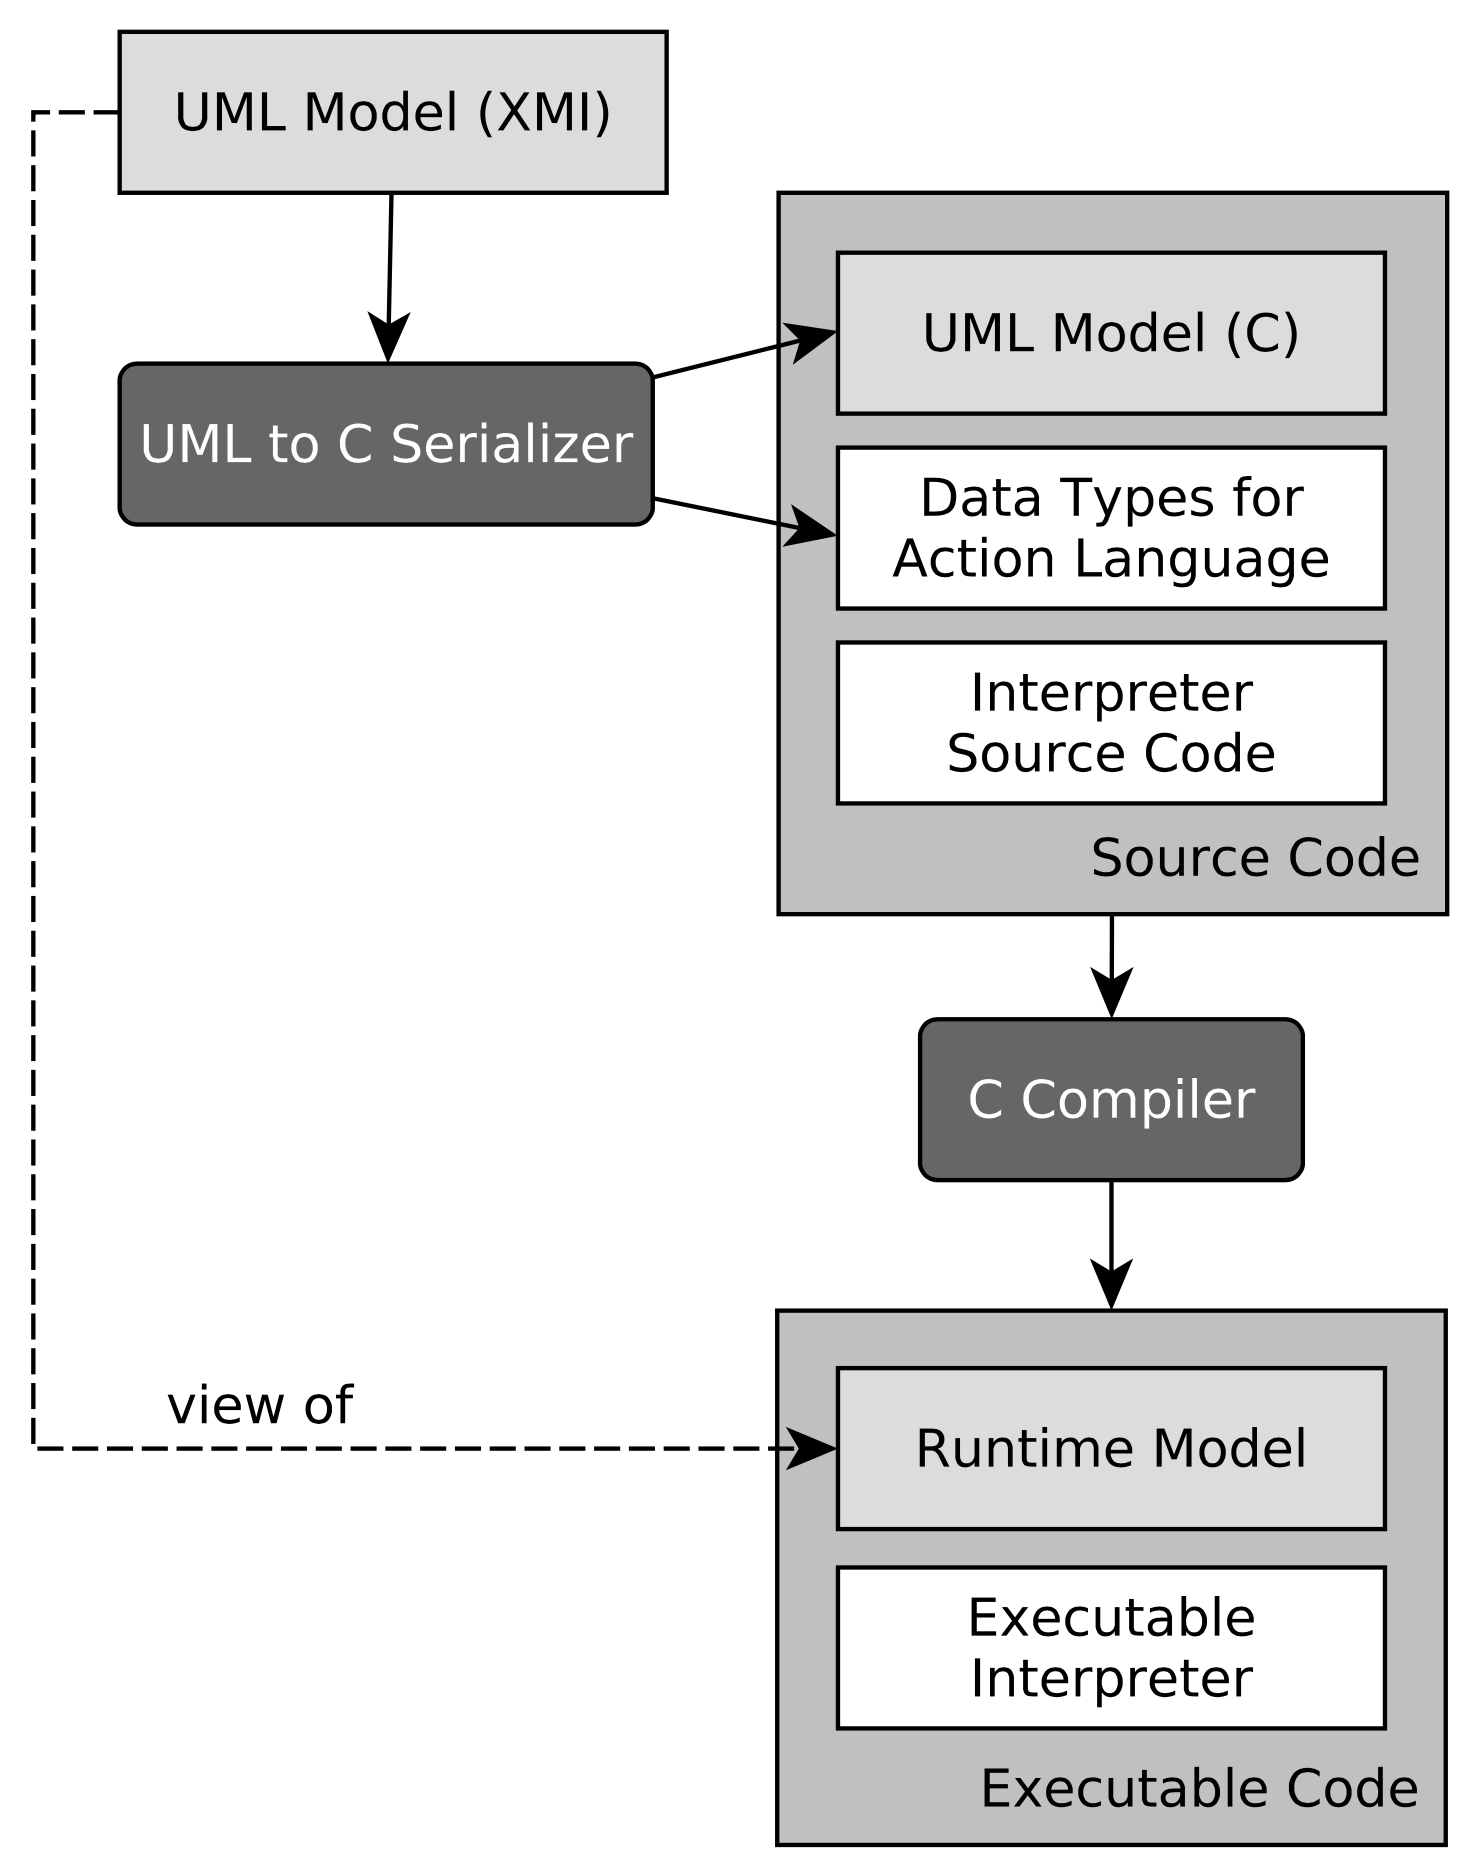 UML Model (XMI)
UML Model (C)
UML to C Serializer
Data Types for
Action Language
Interpreter
Source Code
Source Code
C Compiler
view of
Runtime Model
Executable
Interpreter
Executable Code